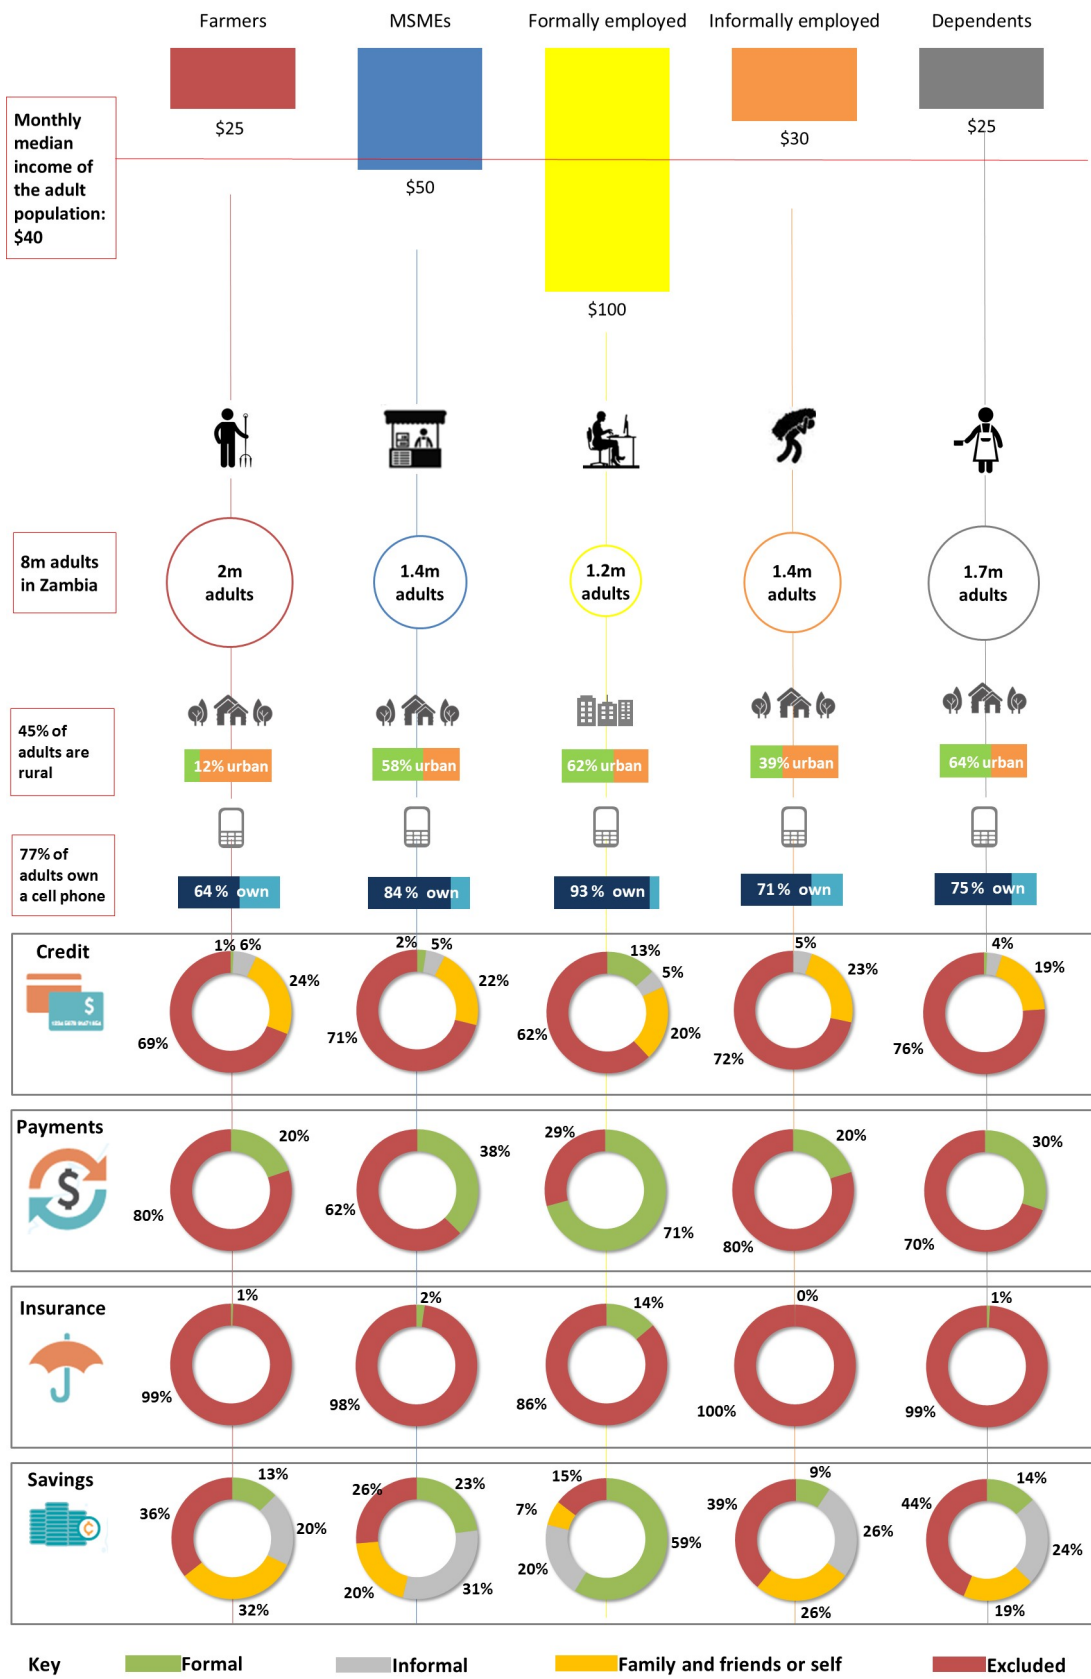 Farmers
MSMEs
Formally employed
Informally employed
Dependents
Monthly
median
income of
the adult
population:
$40
$25
$50
$100
$30
$25
8m adults
in Zambia
2m
adults
1.4m
adults
1.2m
adults
1.4m
adults
1.7m
adults
45% of
adults are
rural
12% urban
58% urban
62% urban
39% urban
64% urban
77% of
adults own
a cell phone
64 % own
84 % own
93 % own
71 % own
75 % own
Credit
$
1% 6%
24%
69%
2% 5%
22%
71%
13%
5%
20%
62%
5%
23%
72%
4%
19%
76%
Payments
$
20%
80%
38%
62%
29%
71%
20%
80%
30%
70%
Insurance
1%
99%
2%
98%
14%
86%
0%
100%
1%
99%
Savings
13%
20%
32%
36%
23%
31%
20%
26%
15%
7%
20%
59%
9%
26%
26%
39%
14%
24%
19%
44%
Key
Formal
Informal
Family and friends or self
Excluded